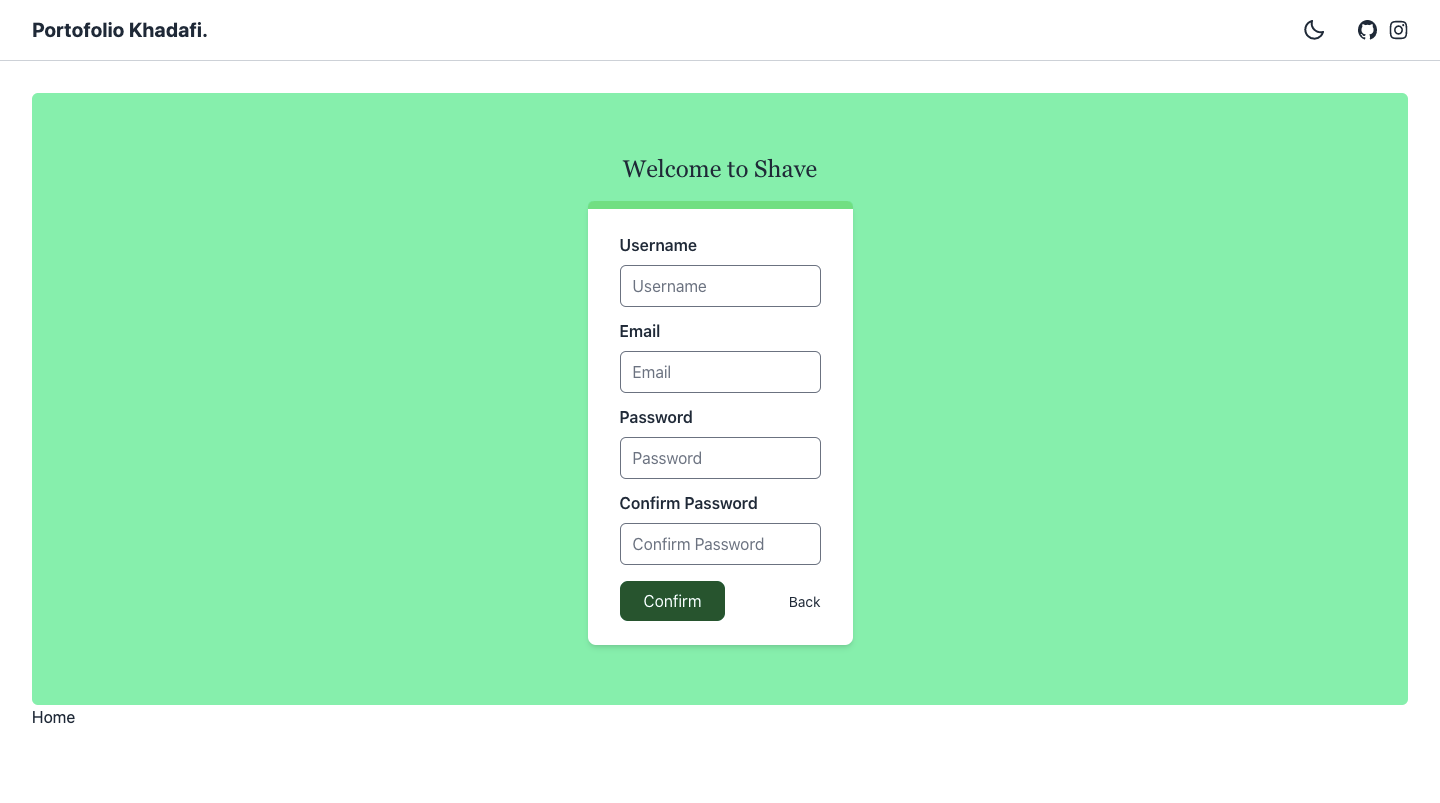 Portofolio Khadafi.
Welcome to Shave
Username
Username
Email
Email
Password
Password
Confirm Password
Confirm Password
Confirm
Back
Home